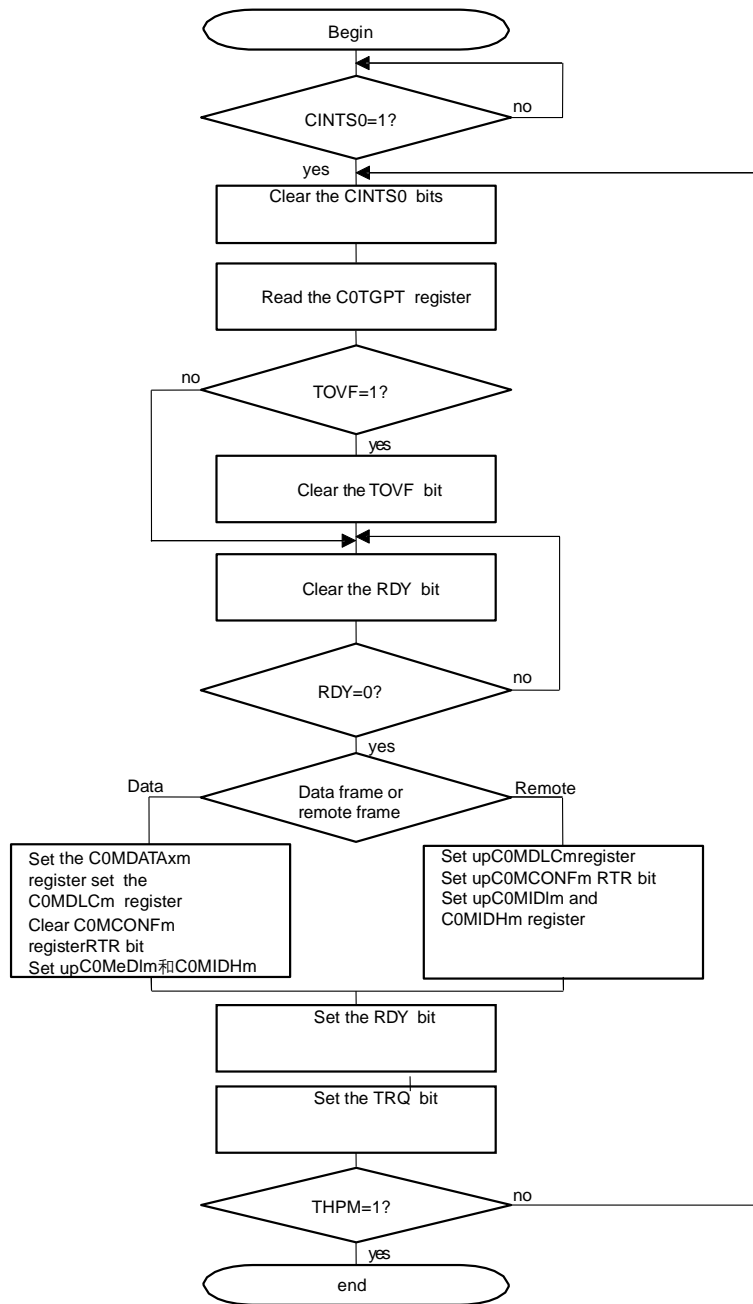 Begin
CINTS0=1?
no
yes
Clear the CINTS0 bits
Read the C0TGPT register
no
TOVF=1?
yes
Clear the TOVF bit
Clear the RDY bit
no
RDY=0?
yes
Data
Data frame or
remote frame
Remote
Set the C0MDATAxm
register set the
C0MDLCm register
Clear C0MCONFm
registerRTR bit
Set upC0MeDIm和C0MIDHm
Set upC0MDLCmregister
Set upC0MCONFm RTR bit
Set upC0MIDlm and
C0MIDHm register
Set the RDY bit
Set the TRQ bit
THPM=1?
no
yes
end